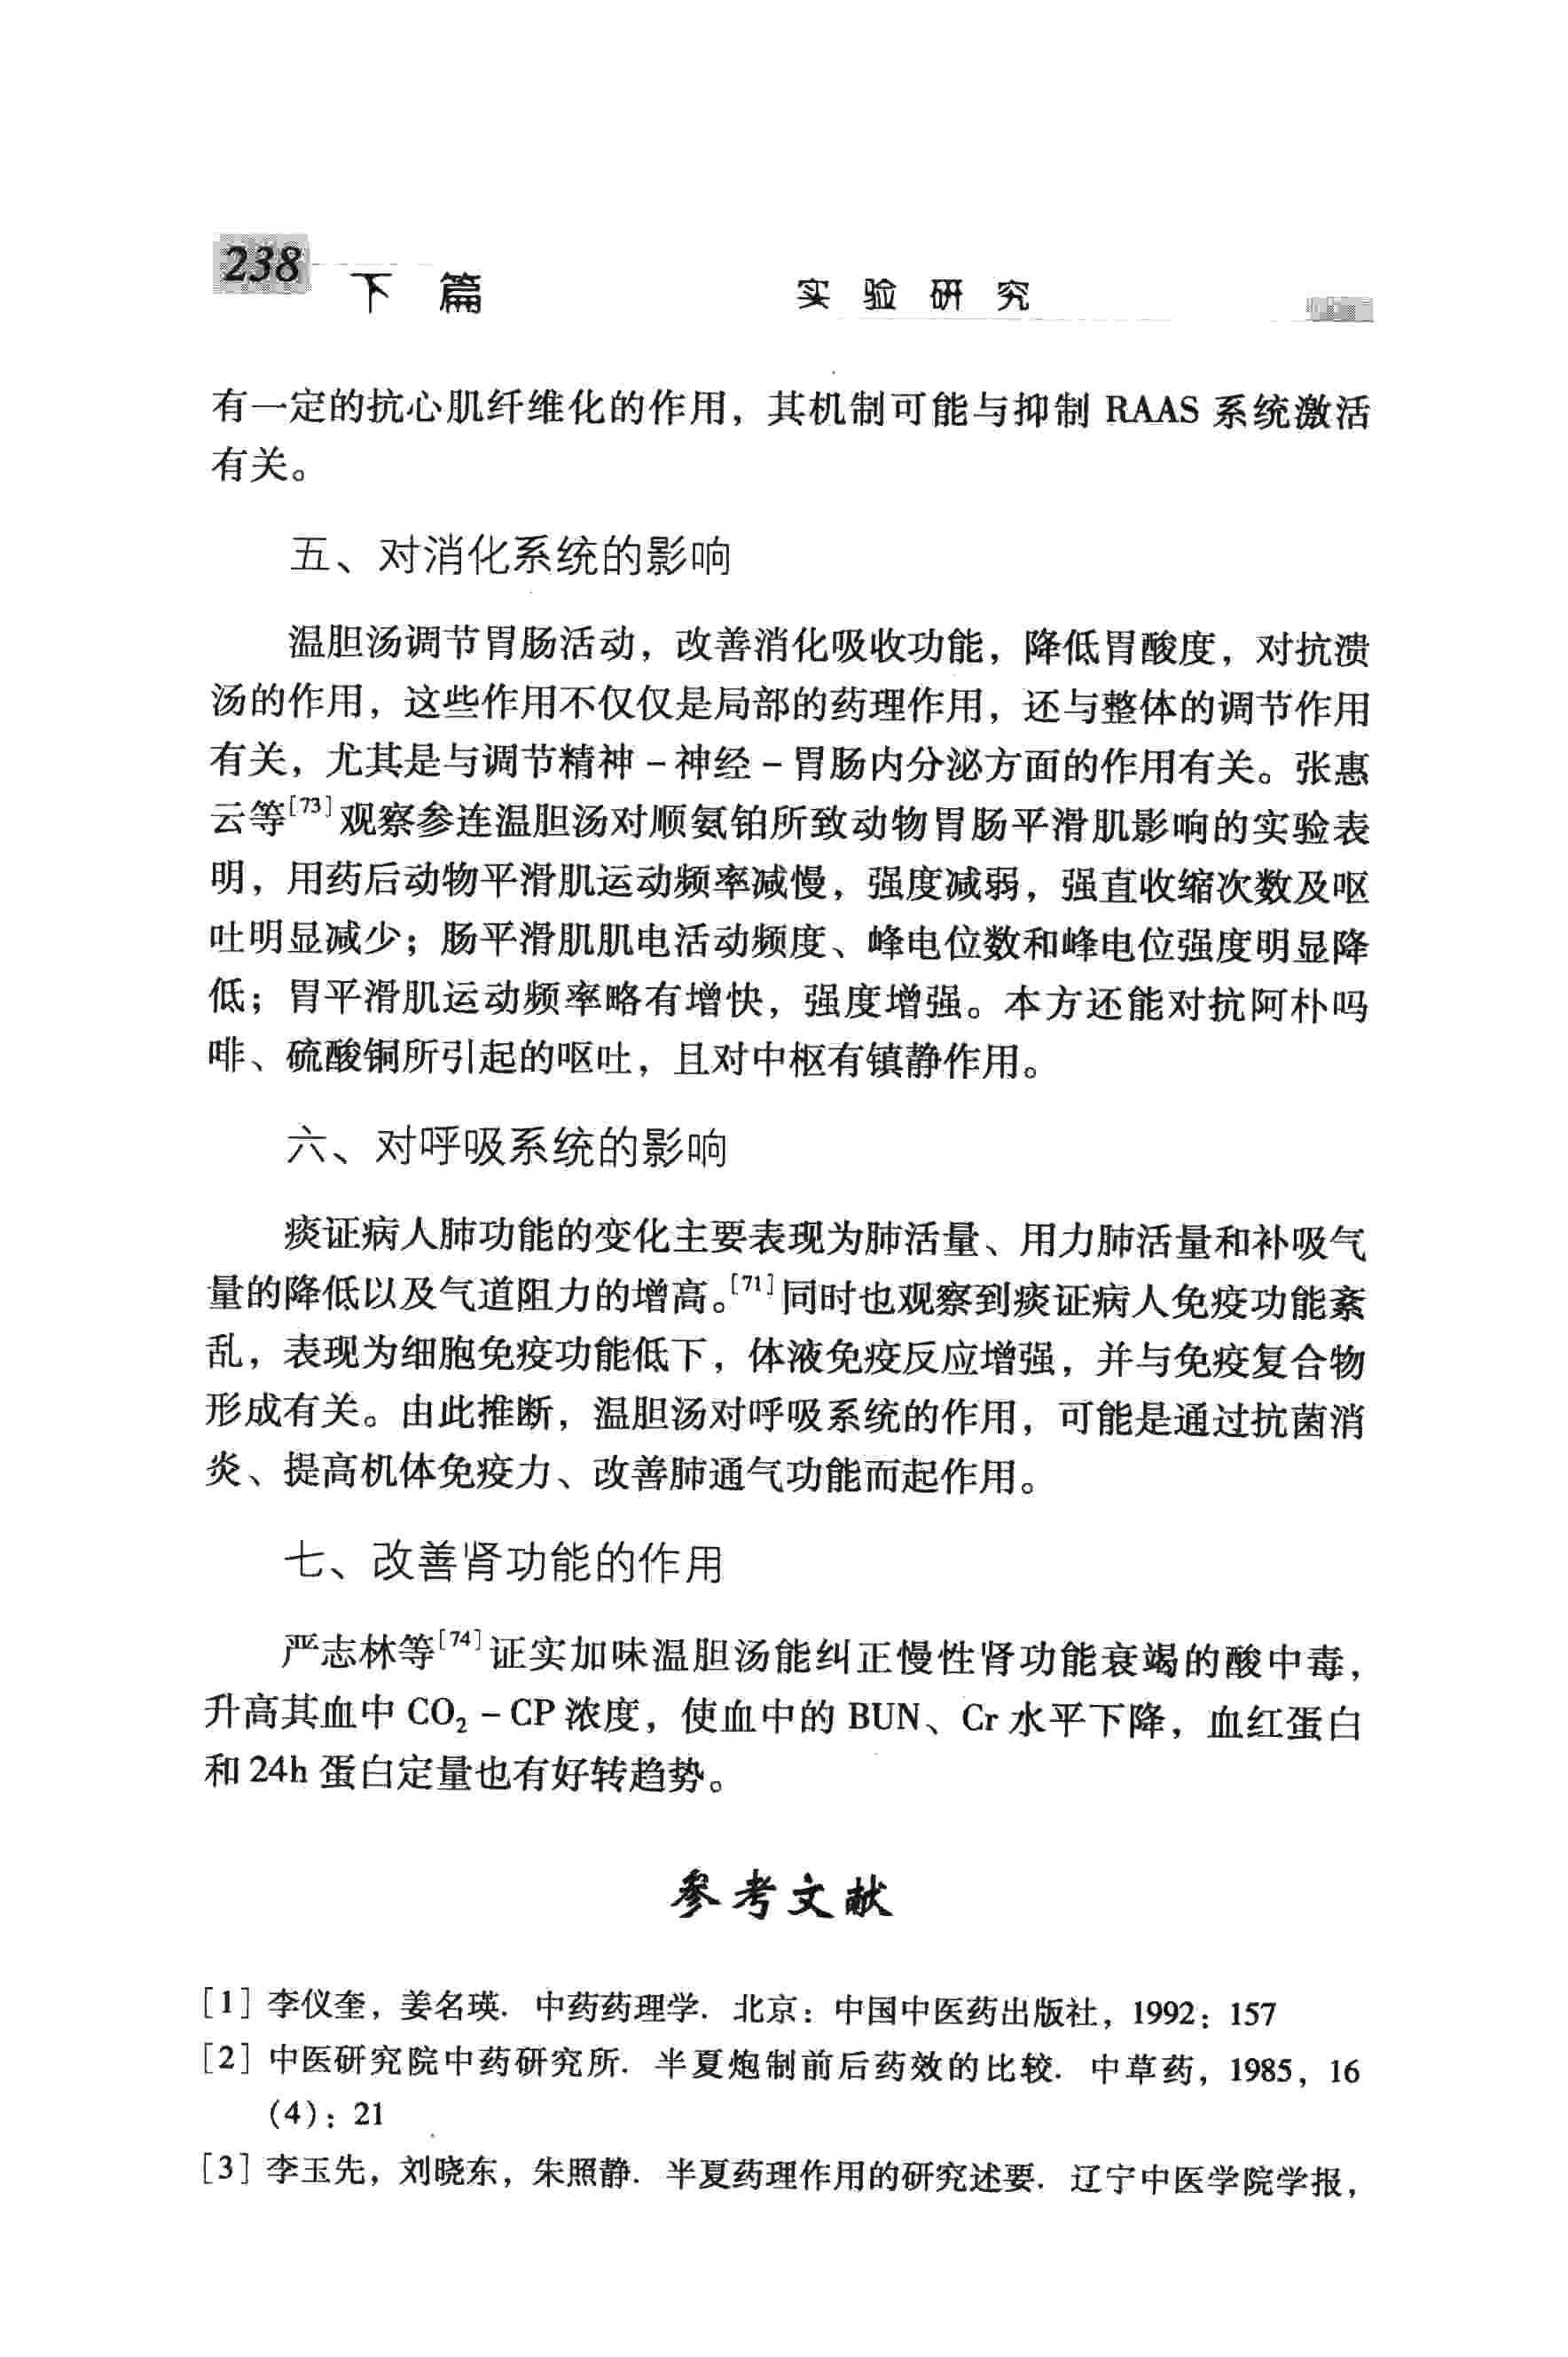 238
下 篇 实 验 研 究
有一定的抗心肌纤维化的作用，其机制可能与抑制 RAAS 系统激活
有关。
五、对消化系统的影响
温胆汤调节胃肠活动，改善消化吸收功能，降低胃酸度，对抗溃
汤的作用，这些作用不仅仅是局部的药理作用，还与整体的调节作用
有关，尤其是与调节精神－神经－胃肠内分泌方面的作用有关。张惠
云等[73]观察参连温胆汤对顺氨铂所致动物胃肠平滑肌影响的实验表
明，用药后动物平滑肌运动频率减慢，强度减弱，强直收缩次数及呕
吐明显减少；肠平滑肌肌电活动频度、峰电位数和峰电位强度明显降
低；胃平滑肌运动频率略有增快，强度增强。本方还能对抗阿朴吗
啡、硫酸铜所引起的呕吐，且对中枢有镇静作用。
六、对呼吸系统的影响
痰证病人肺功能的变化主要表现为肺活量、用力肺活量和补吸气
量的降低以及气道阻力的增高。[71]同时也观察到痰证病人免疫功能紊
乱，表现为细胞免疫功能低下，体液免疫反应增强，并与免疫复合物
形成有关。由此推断，温胆汤对呼吸系统的作用，可能是通过抗菌消
炎、提高机体免疫力、改善肺通气功能而起作用。
七、改善肾功能的作用
严志林等[74]证实加味温胆汤能纠正慢性肾功能衰竭的酸中毒，
升高其血中 CO₂－CP 浓度，使血中的 BUN、Cr 水平下降，血红蛋白
和 24h 蛋白定量也有好转趋势。
参考文献
[1] 李仪奎，姜名瑛. 中药药理学. 北京：中国中医药出版社，1992：157
[2] 中医研究院中药研究所. 半夏炮制前后药效的比较. 中草药，1985，16
(4)：21
[3] 李玉先，刘晓东，朱照静. 半夏药理作用的研究述要. 辽宁中医学院学报，